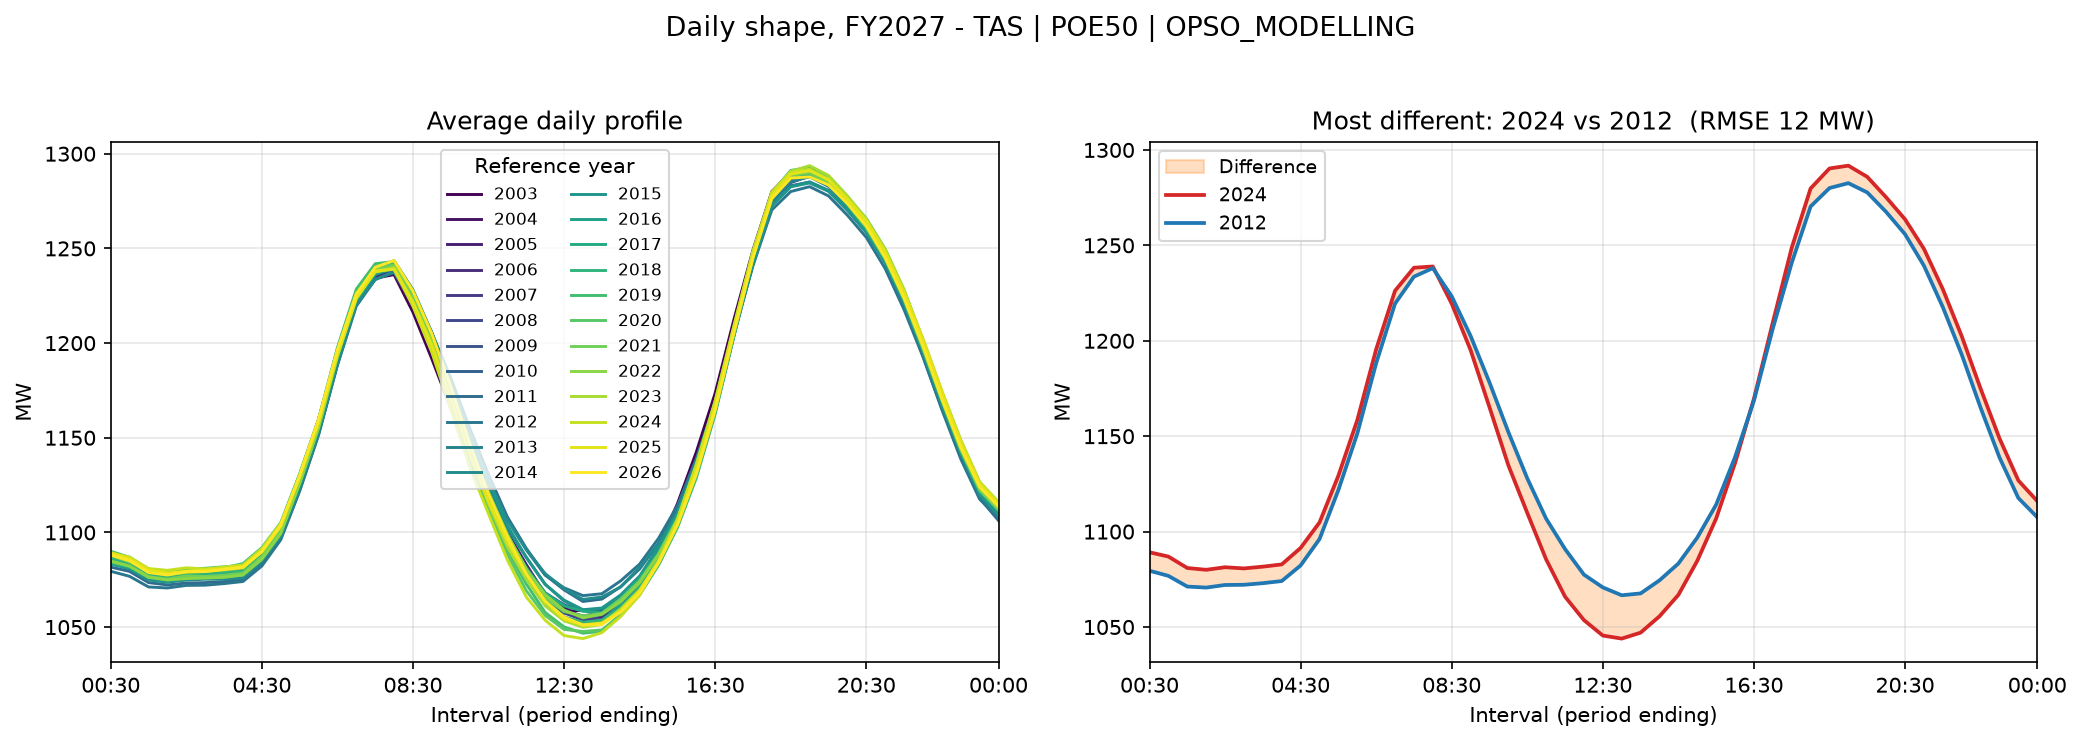 Daily shape, FY2027 - TAS | POE50 | OPSO_MODELLING
Average daily profile
MW
1300
1250
1200
1150
1100
1050
Reference year
2003 2015
2004 2016
2005 2017
2006 2018
2007 2019
2008 2020
2009 2021
2010 2022
2011 2023
2012 2024
2013 2025
2014 2026
00:30 04:30 08:30 12:30 16:30 20:30 00:00
Interval (period ending)
Most different: 2024 vs 2012 (RMSE 12 MW)
MW
1300
1250
1200
1150
1100
1050
Difference
2024
2012
00:30 04:30 08:30 12:30 16:30 20:30 00:00
Interval (period ending)